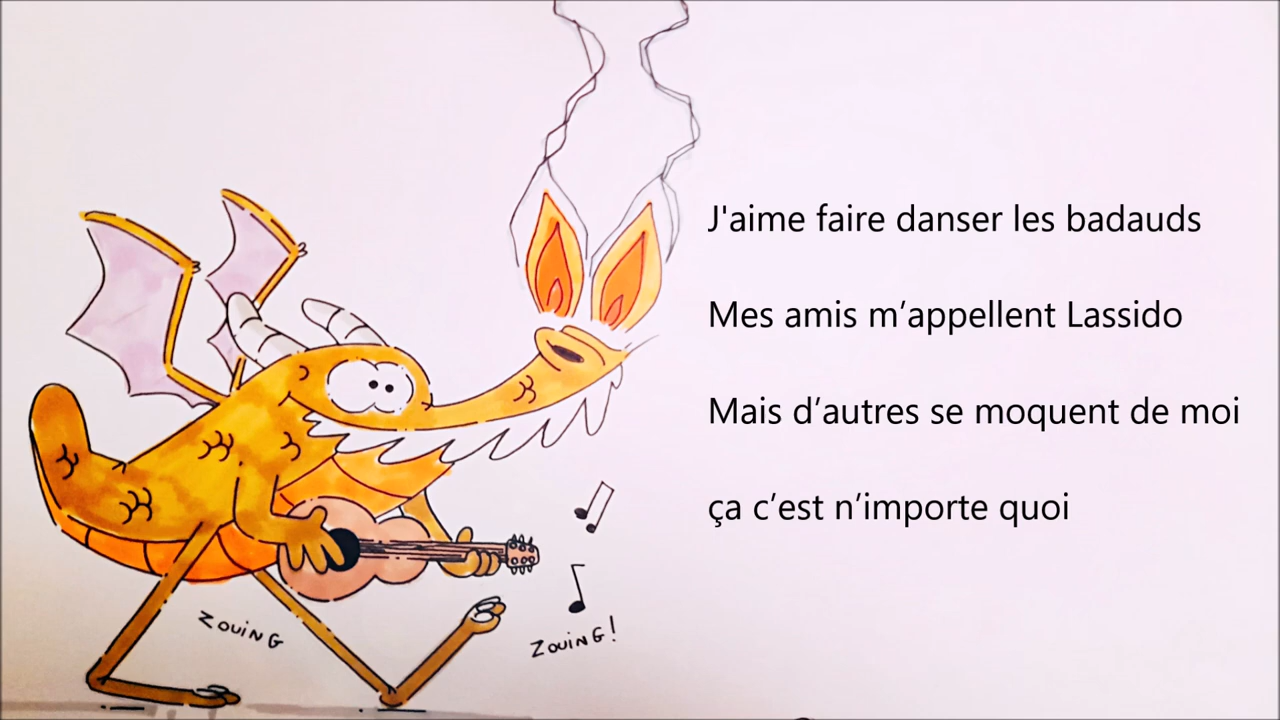 J'aime faire danser les badauds
Mes amis m’appellent Lassido
Mais d’autres se moquent de moi
ça c’est n’importe quoi
ZOUING
ZOUING!